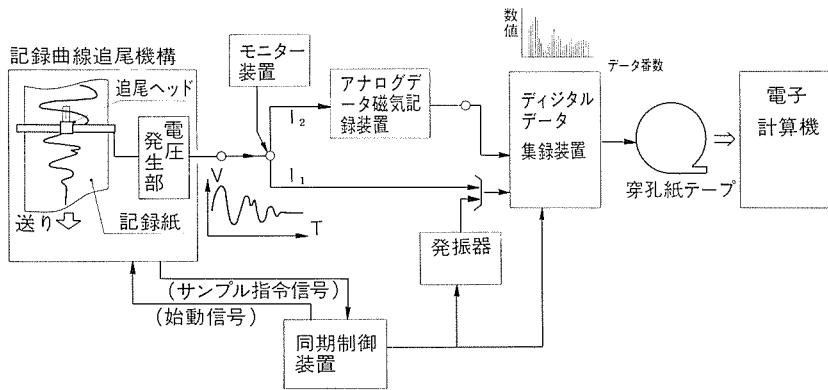 数値
データ番数
記録曲線追尾機構
追尾ヘッド
電圧
発生部
記録紙
送り
モニター
装置
アナログデー
タ磁気記
録装置
I₂
I₁
V
T
ディジタル
データ
集録装置
穿孔紙テープ
電子
計算機
発振器
(サンプル指令信号)
(始動信号)
同期制御
装置